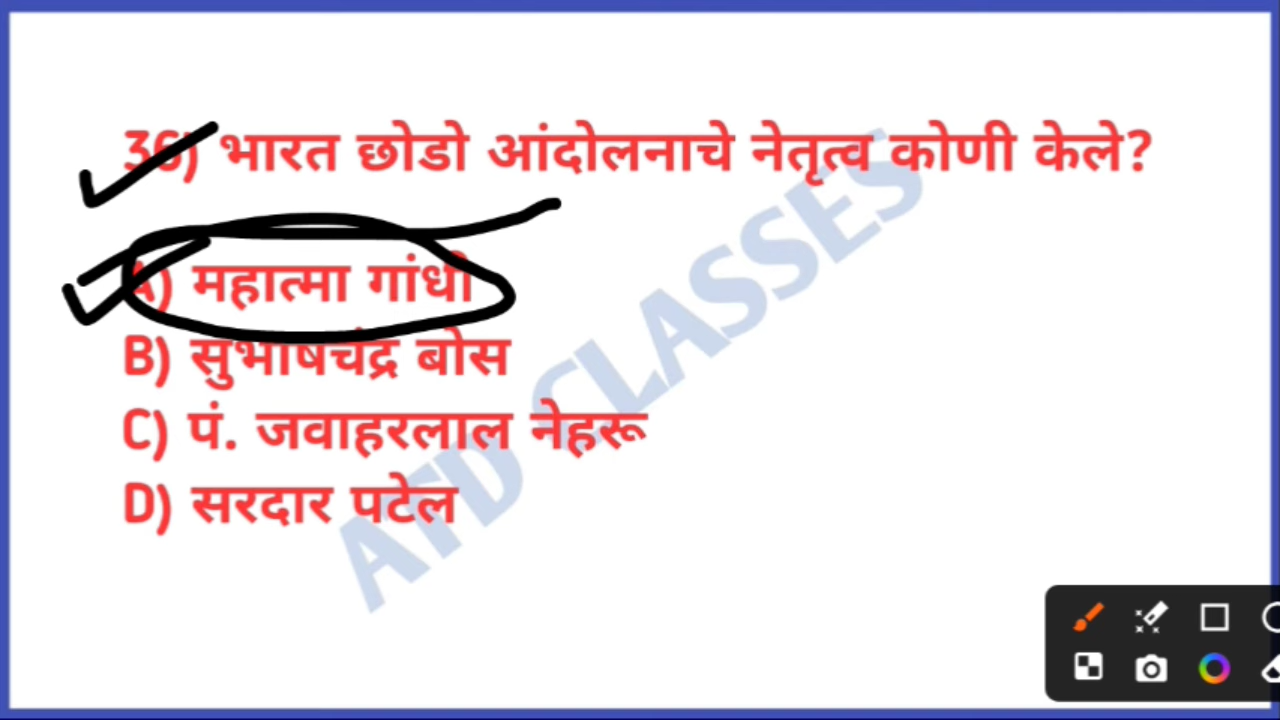 36) भारत छोडो आंदोलनाचे नेतृत्व कोणी केले?
A) महात्मा गांधी
B) सुभाषचंद्र बोस
C) पं. जवाहरलाल नेहरू
D) सरदार पटेल
ATD CLASSES